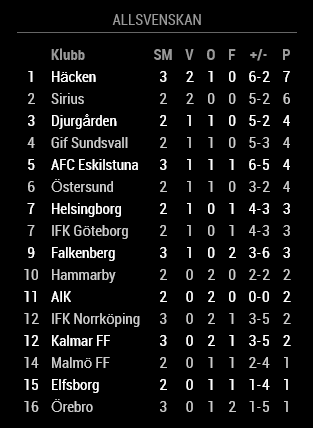 ALLSVENSKAN
Klubb SM V O F +/- P
1 Häcken 3 2 1 0 6-2 7
2 Sirius 2 2 0 0 5-2 6
3 Djurgården 2 1 1 0 5-2 4
4 Gif Sundsvall 2 1 1 0 5-3 4
5 AFC Eskilstuna 3 1 1 1 6-5 4
6 Östersund 2 1 1 0 3-2 4
7 Helsingborg 2 1 0 1 4-3 3
7 IFK Göteborg 2 1 0 1 4-3 3
9 Falkenberg 3 1 0 2 3-6 3
10 Hammarby 2 0 2 0 2-2 2
11 AIK 2 0 2 0 0-0 2
12 IFK Norrköping 3 0 2 1 3-5 2
12 Kalmar FF 3 0 2 1 3-5 2
14 Malmö FF 2 0 1 1 2-4 1
15 Elfsborg 2 0 1 1 1-4 1
16 Örebro 3 0 1 2 1-5 1